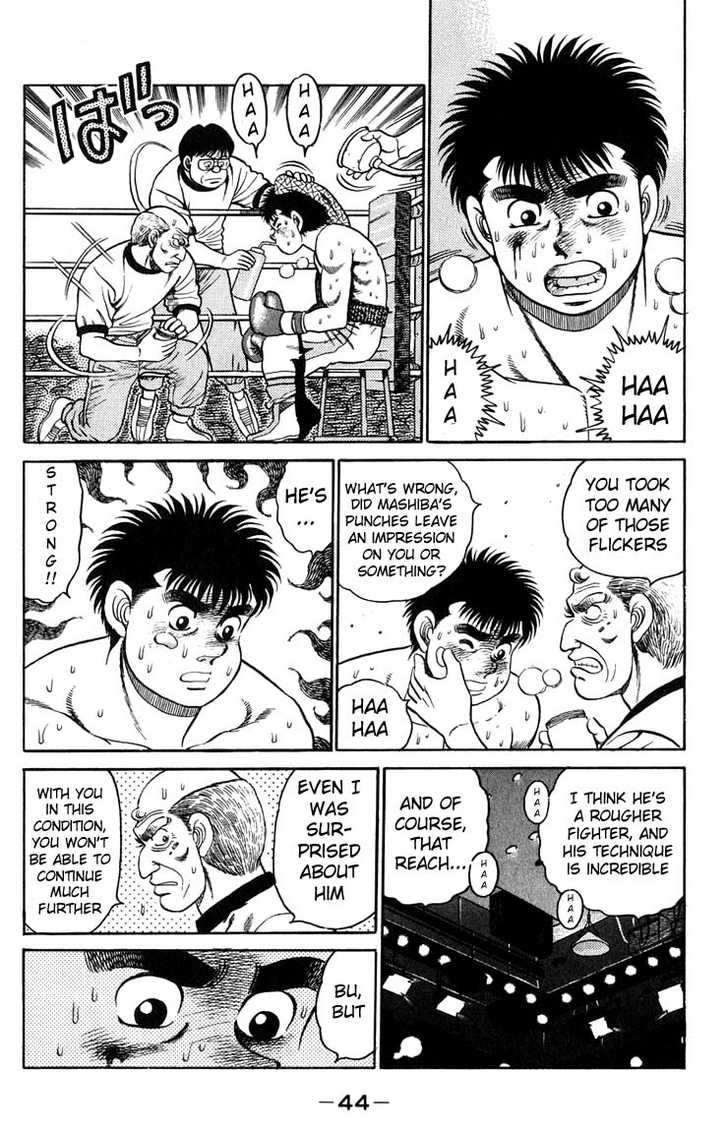 HAA
HAA
ばっ
HAA
HAA
HAA
YOU TOOK
TOO MANY
OF THOSE
FLICKERS
WHAT'S WRONG,
DID MASHIBA'S
PUNCHES LEAVE
AN IMPRESSION
ON YOU OR
SOMETHING?
HAA
HAA
HE'S
...
STRONG!!
I THINK HE'S
A ROUGHER
FIGHTER, AND
HIS TECHNIQUE
IS INCREDIBLE
HAA
AND OF
COURSE,
THAT
REACH...
HAA
HAA
EVEN I
WAS
SUR-
PRISED
ABOUT
HIM
WITH YOU
IN THIS
CONDITION,
YOU WON'T
BE ABLE TO
CONTINUE
MUCH
FURTHER
BU,
BUT
—44—